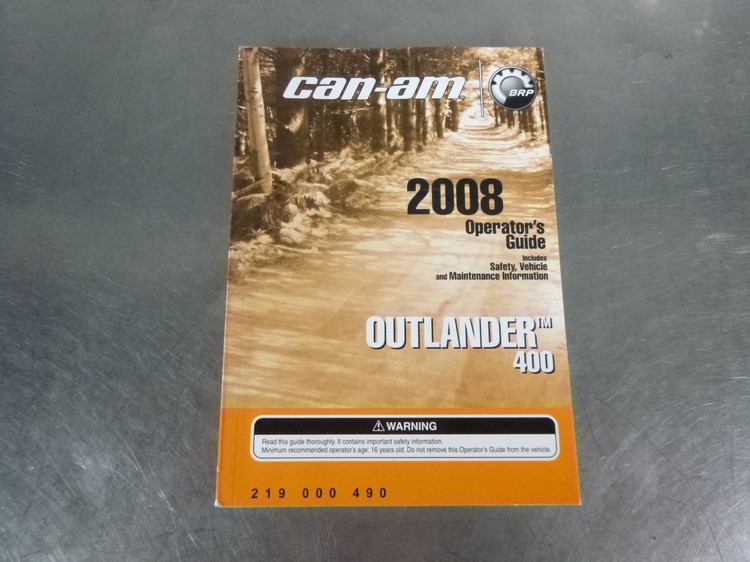 can-am
BRP
2008
Operator's
Guide
Includes
Safety, Vehicle
and Maintenance Information
OUTLANDER™
400
⚠ WARNING
Read this guide thoroughly. It contains important safety information.
Minimum recommended operator's age: 16 years old. Do not remove this Operator's Guide from the vehicle.
219 000 490